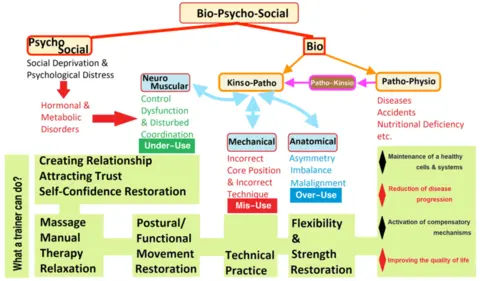 Bio-Psycho-Social
Psycho
Social
Bio
Social Deprivation &
Psychological Distress
Neuro
Muscular
Kinso-Patho
Patho-Kinsio
Patho-Physio
Hormonal &
Metabolic
Disorders
Control
Dysfunction
& Disturbed
Coordination
Under-Use
Diseases
Accidents
Nutritional Deficiency
etc.
Mechanical
Anatomical
Incorrect
Core Position
& Incorrect
Technique
Mis-Use
Asymmetry
Imbalance
Malalignment
Over-Use
What a trainer can do?
Creating Relationship
Attracting Trust
Self-Confidence Restoration
Massage
Manual
Therapy
Relaxation
Postural/
Functional
Movement
Restoration
Technical
Practice
Flexibility
&
Strength
Restoration
Maintenance of a healthy
cells & systems
Reduction of disease
progression
Activation of compensatory
mechanisms
Improving the quality of life